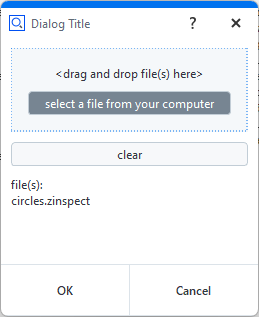 Dialog Title
<drag and drop file(s) here>
select a file from your computer
clear
file(s):
circles.zinspect
OK
Cancel